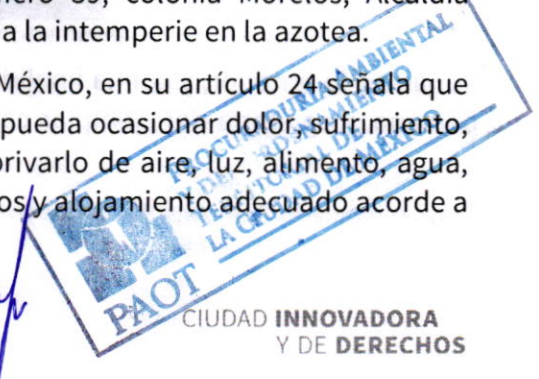 colonia Morelos, Alcaldía
a la intemperie en la azotea.
México, en su artículo 24 señala que
pueda ocasionar dolor, sufrimiento,
privarlo de aire, luz, alimento, agua,
os y alojamiento adecuado acorde a
PROCURADURÍA AMBIENTAL
Y DEL ORDENAMIENTO
TERRITORIAL DE
LA CIUDAD DE MÉXICO
PAOT
CIUDAD INNOVADORA
Y DE DERECHOS